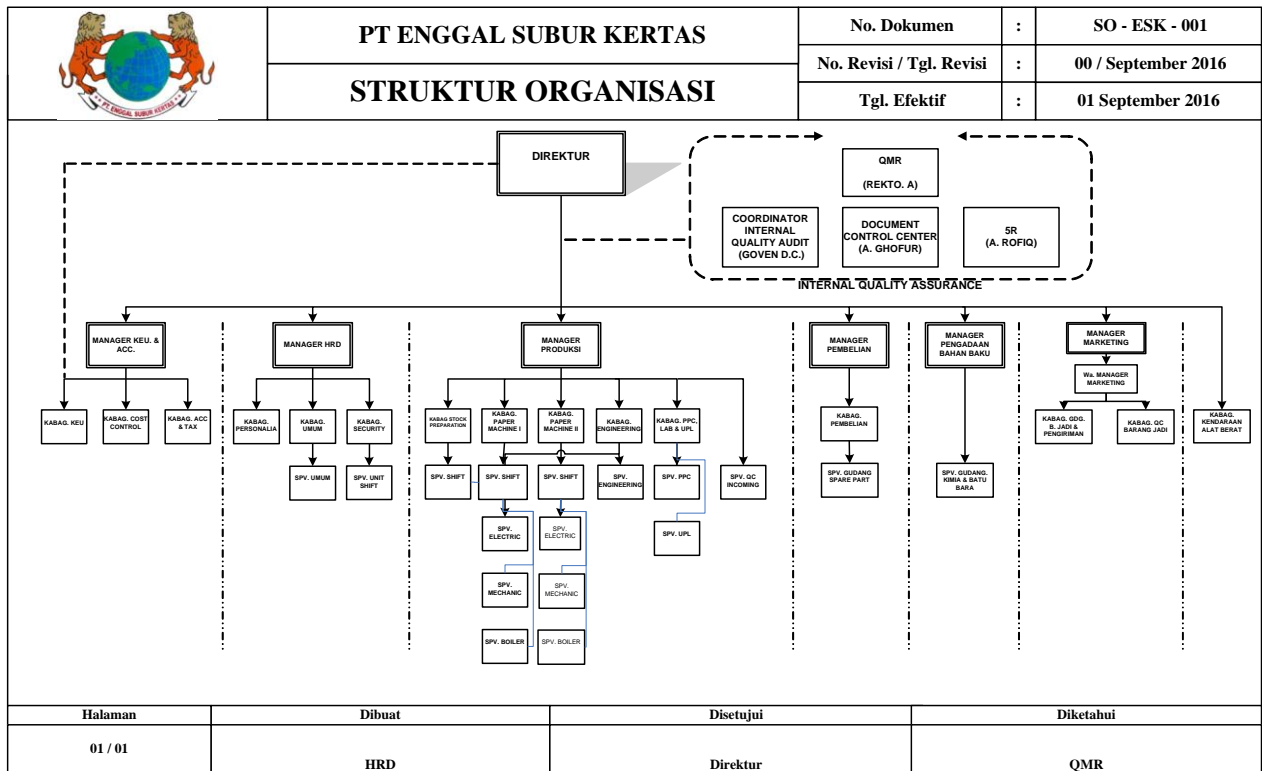 PT. ENGGAL SUBUR KERTAS
PT ENGGAL SUBUR KERTAS
STRUKTUR ORGANISASI
No. Dokumen : SO - ESK - 001
No. Revisi / Tgl. Revisi : 00 / September 2016
Tgl. Efektif : 01 September 2016
DIREKTUR
QMR
(REKTO. A)
COORDINATOR
INTERNAL
QUALITY AUDIT
(GOVEN D.C.)
DOCUMENT
CONTROL CENTER
(A. GHOFUR)
5R
(A. ROFIQ)
INTERNAL QUALITY ASSURANCE
MANAGER KEU. &
ACC.
MANAGER HRD
MANAGER
PRODUKSI
MANAGER
PEMBELIAN
MANAGER
PENGADAAN
BAHAN BAKU
MANAGER
MARKETING
Wa. MANAGER
MARKETING
KABAG. KEU
KABAG. COST
CONTROL
KABAG. ACC
& TAX
KABAG.
PERSONALIA
KABAG.
UMUM
KABAG.
SECURITY
KABAG STOCK
PREPARATION
KABAG.
PAPER
MACHINE I
KABAG.
PAPER
MACHINE II
KABAG.
ENGINEERING
KABAG. PPC,
LAB & UPL
KABAG.
PEMBELIAN
KABAG. GDG.
B. JADI &
PENGIRIMAN
KABAG. QC
BARANG JADI
KABAG.
KENDARAAN
ALAT BERAT
SPV. UMUM
SPV. UNIT
SHIFT
SPV. SHIFT
SPV. SHIFT
SPV. SHIFT
SPV.
ENGINEERING
SPV. PPC
SPV. QC
INCOMING
SPV. GUDANG
SPARE PART
SPV. GUDANG.
KIMIA & BATU
BARA
SPV.
ELECTRIC
SPV.
ELECTRIC
SPV. UPL
SPV.
MECHANIC
SPV.
MECHANIC
SPV. BOILER
SPV. BOILER
Halaman Dibuat Disetujui Diketahui
01 / 01 HRD Direktur QMR